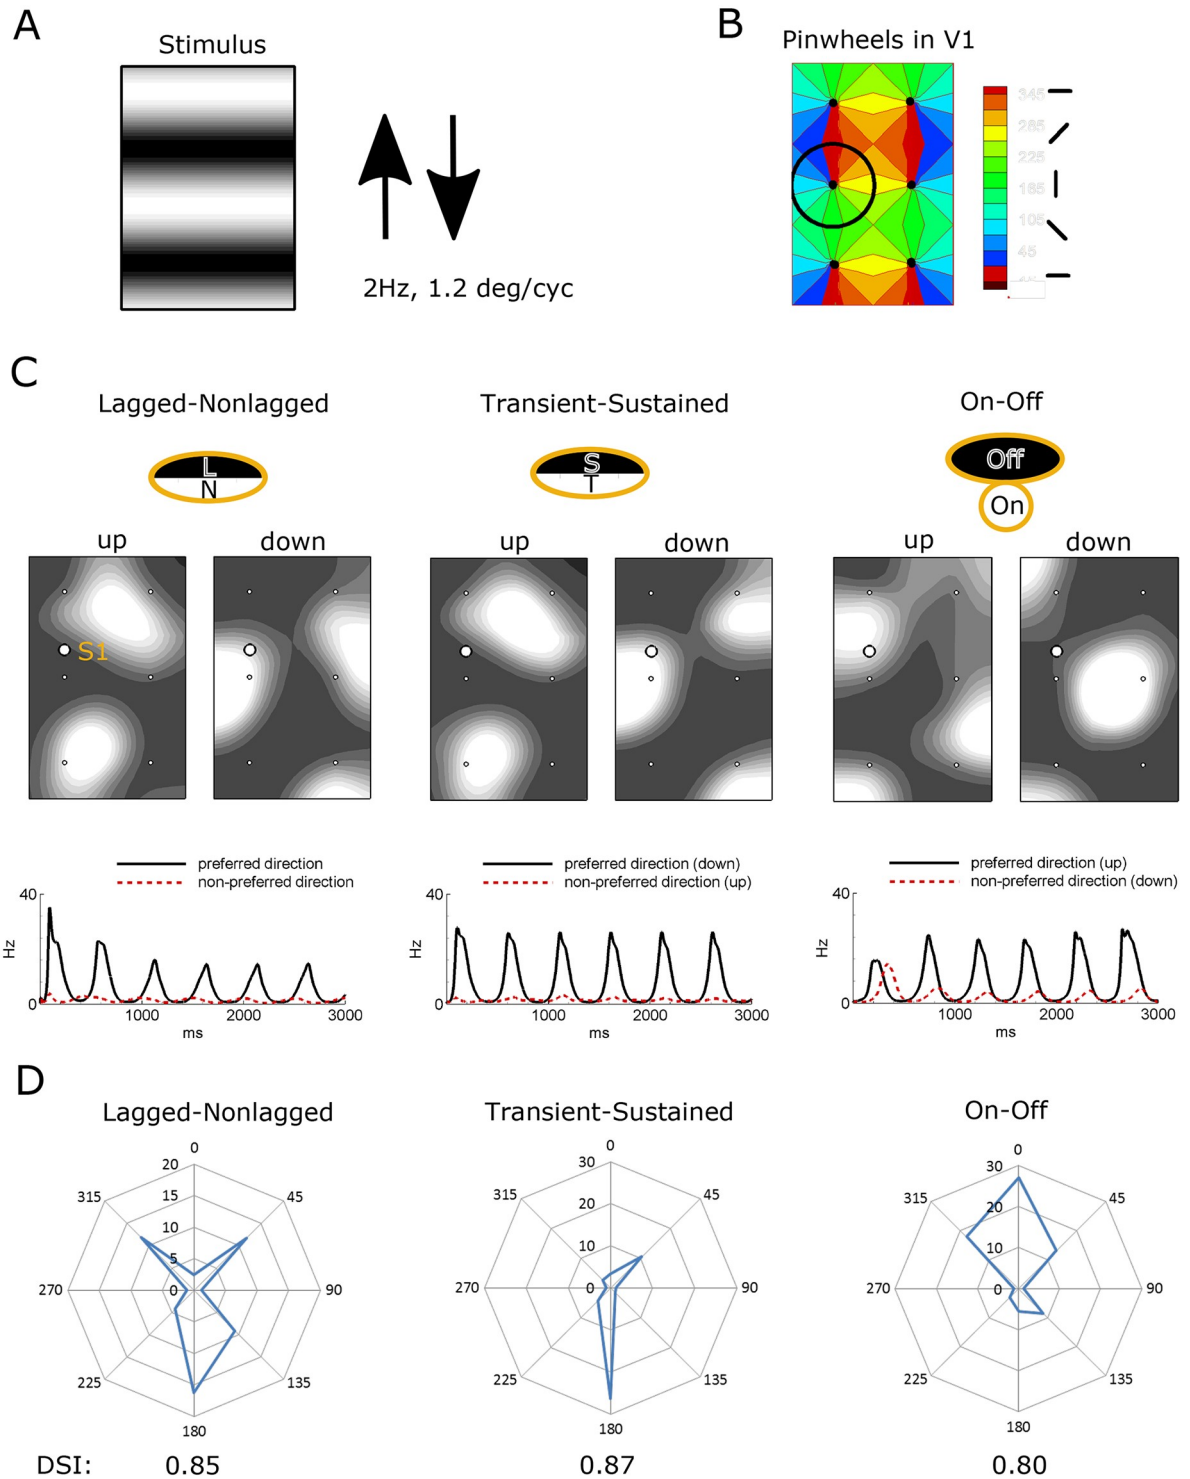 A
Stimulus
2Hz, 1.2 deg/cyc
B
Pinwheels in V1
345
285
225
165
105
45
C
Lagged-Nonlagged
L
N
up
down
S1
Transient-Sustained
S
T
up
down
On-Off
Off
On
up
down
preferred direction
non-preferred direction
40
Hz
0
1000
2000
3000
ms
preferred direction (down)
non-preferred direction (up)
40
Hz
0
1000
2000
3000
ms
preferred direction (up)
non-preferred direction (down)
40
Hz
0
1000
2000
3000
ms
D
Lagged-Nonlagged
0
20
15
10
5
0
45
90
135
180
225
270
315
Transient-Sustained
0
30
20
10
0
45
90
135
180
225
270
315
On-Off
0
30
20
10
0
45
90
135
180
225
270
315
DSI:
0.85
0.87
0.80